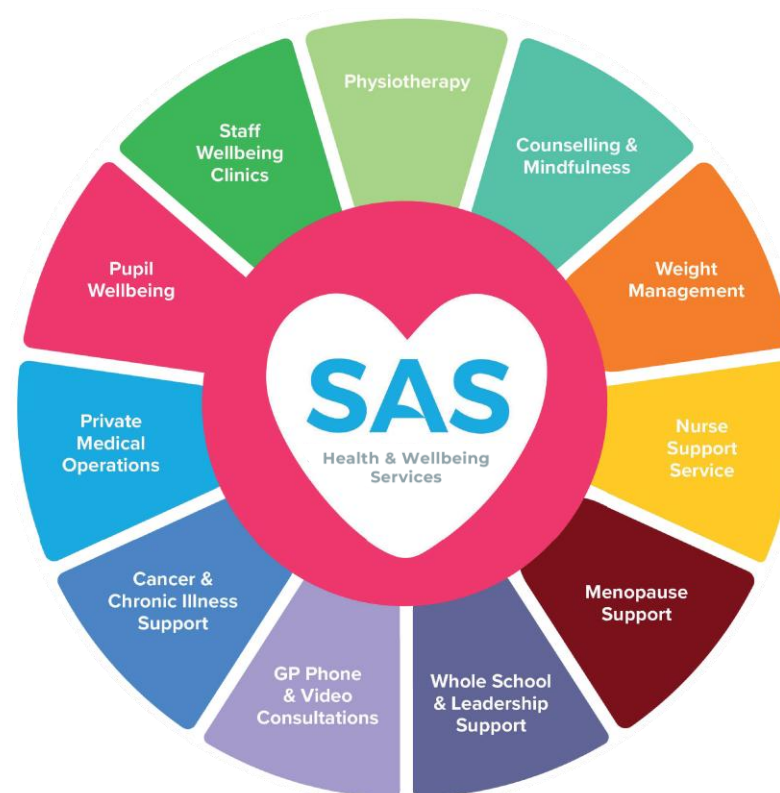 Physiotherapy
Counselling &
Mindfulness
Weight
Management
Nurse
Support
Service
Menopause
Support
Whole School
& Leadership
Support
GP Phone
& Video
Consultations
Cancer &
Chronic Illness
Support
Private
Medical
Operations
Pupil
Wellbeing
Staff
Wellbeing
Clinics
SAS
Health & Wellbeing
Services